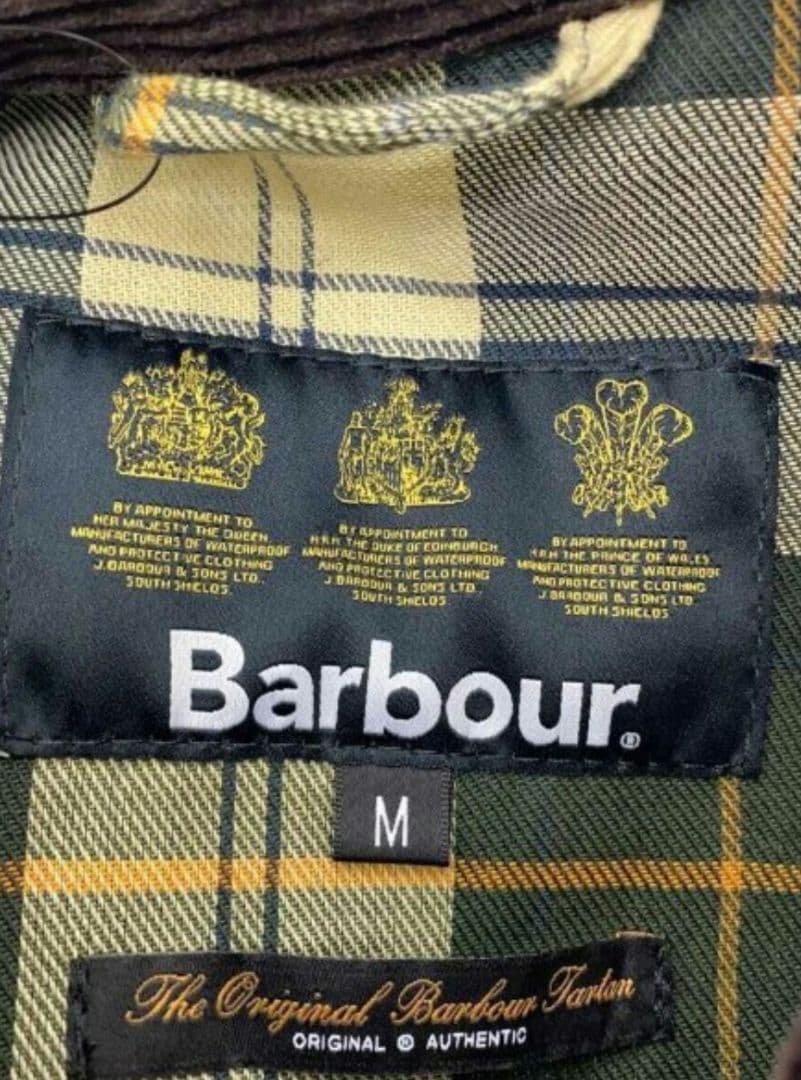 BY APPOINTMENT TO
HER MAJESTY THE QUEEN
MANUFACTURERS OF WATERPROOF
AND PROTECTIVE CLOTHING
J.BARBOUR & SONS LTD.
SOUTH SHIELDS
BY APPOINTMENT TO
H.R.H. THE DUKE OF EDINBURGH
MANUFACTURERS OF WATERPROOF
AND PROTECTIVE CLOTHING
J.BARBOUR & SONS LTD.
SOUTH SHIELDS
BY APPOINTMENT TO
H.R.H THE PRINCE OF WALES
MANUFACTURERS OF WATERPROOF
AND PROTECTIVE CLOTHING
J.BARBOUR & SONS LTD
SOUTH SHIELDS
Barbour®
M
The Original Barbour Tartan
ORIGINAL ® AUTHENTIC